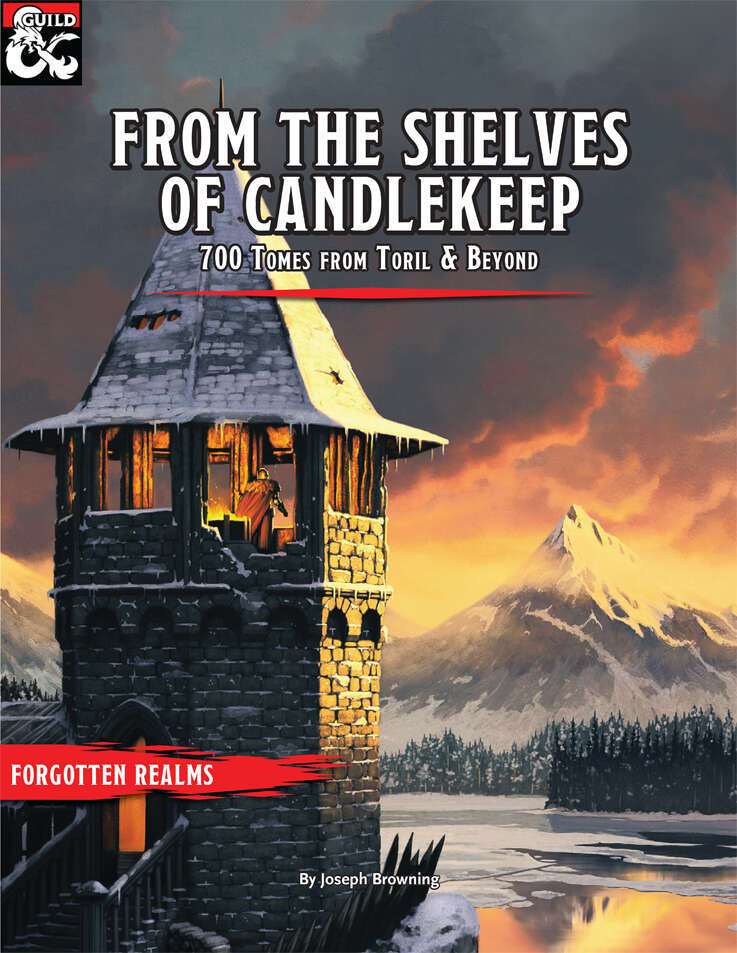 GUILD
FROM THE SHELVES
OF CANDLEKEEP
700 Tomes from Toril & Beyond
FORGOTTEN REALMS
By Joseph Browning